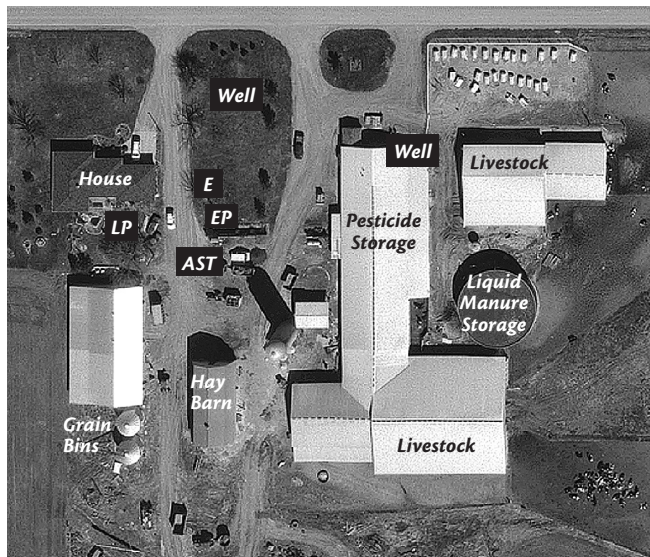 Well
Well
Livestock
House
E
Pesticide
Storage
EP
LP
AST
Liquid
Manure
Storage
Hay
Barn
Grain
Bins
Livestock